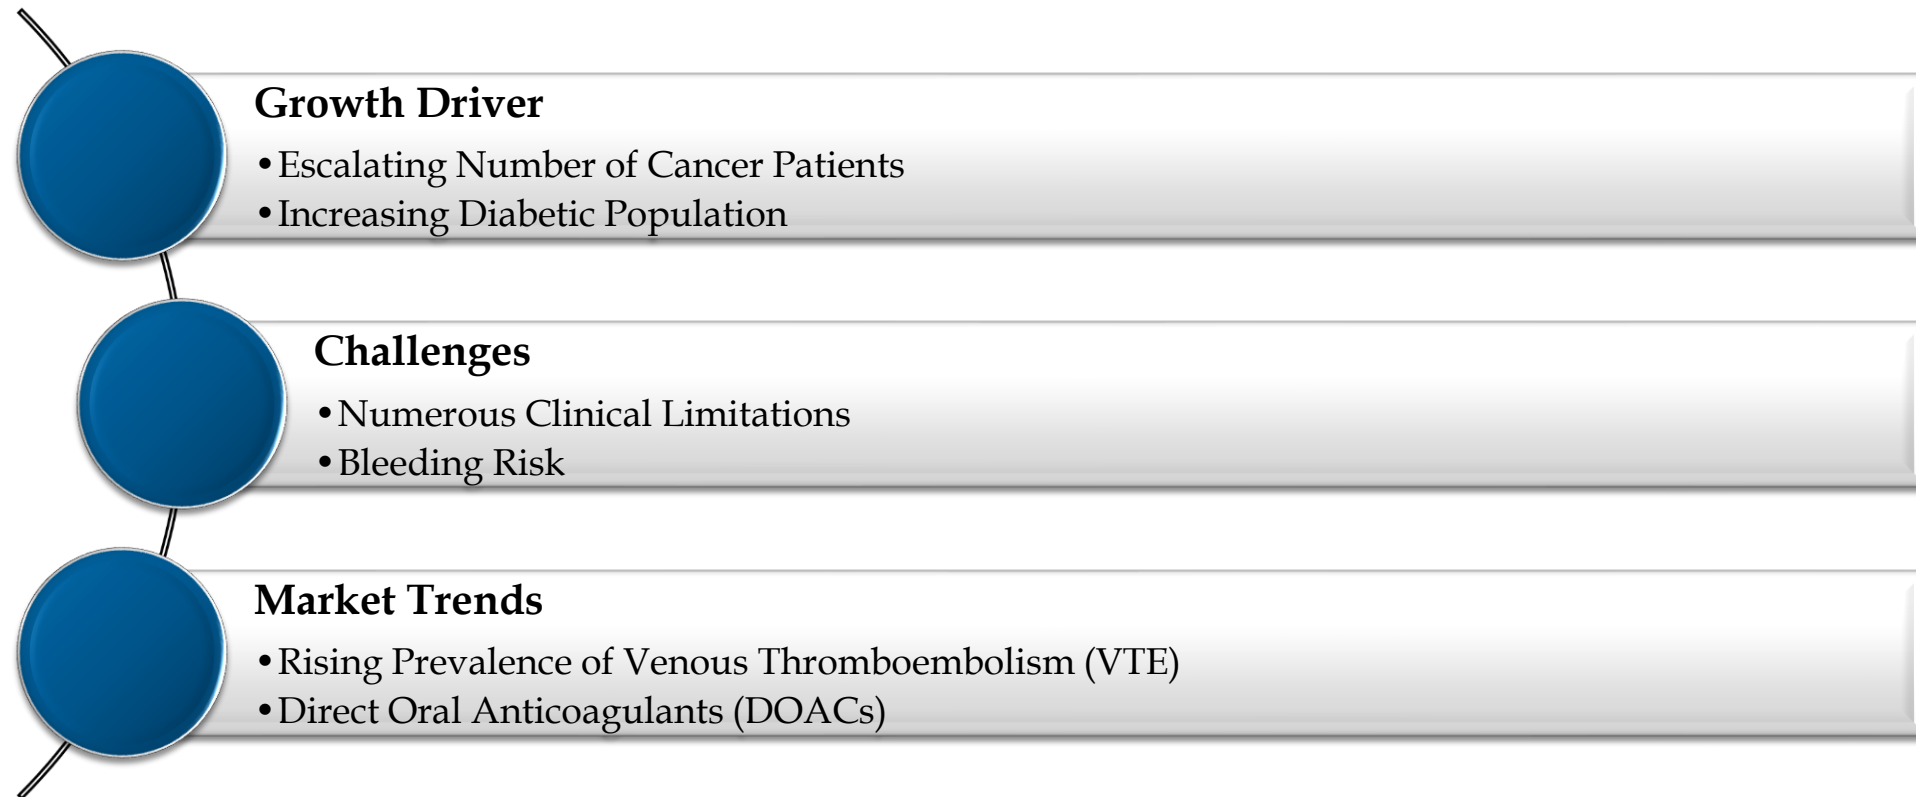 Growth Driver
•Escalating Number of Cancer Patients
•Increasing Diabetic Population
Challenges
•Numerous Clinical Limitations
•Bleeding Risk
Market Trends
•Rising Prevalence of Venous Thromboembolism (VTE)
•Direct Oral Anticoagulants (DOACs)